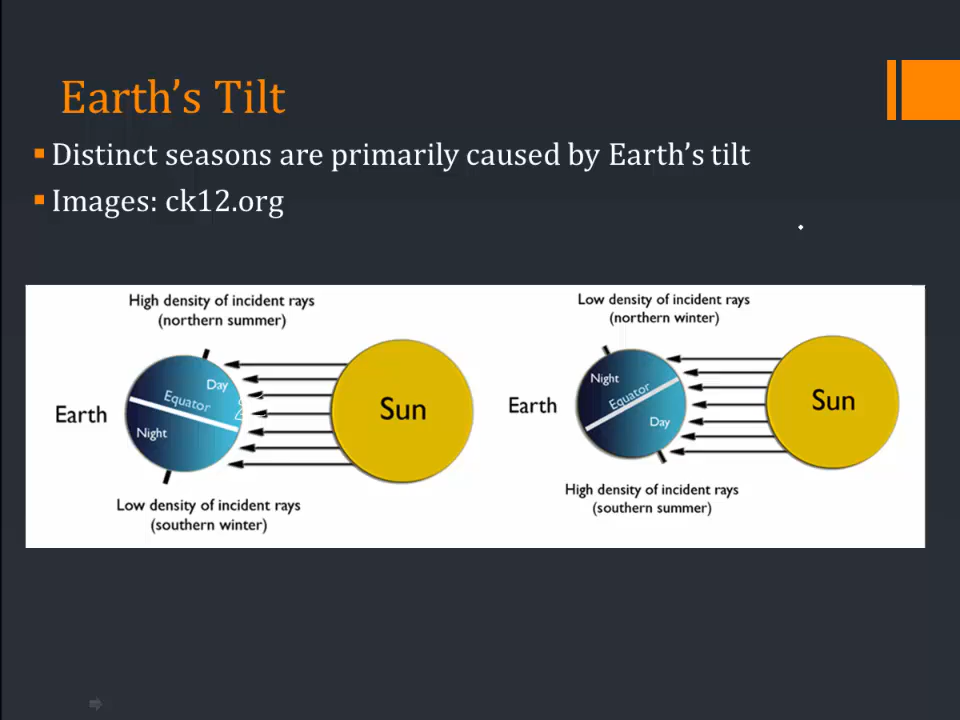 Earth’s Tilt
Distinct seasons are primarily caused by Earth’s tilt
Images: ck12.org
High density of incident rays
(northern summer)
Day
Equator
Earth
Night
Sun
Low density of incident rays
(southern winter)
Low density of incident rays
(northern winter)
Night
Equator
Earth
Day
Sun
High density of incident rays
(southern summer)